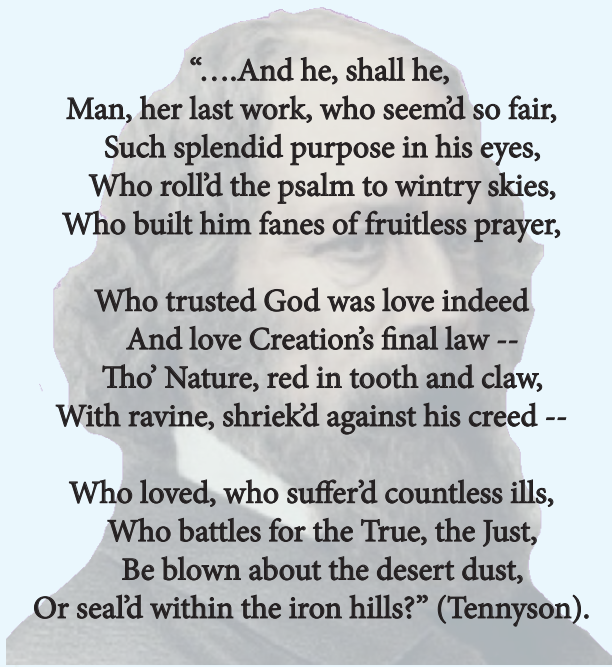 “….And he, shall he,
Man, her last work, who seem’d so fair,
Such splendid purpose in his eyes,
Who roll’d the psalm to wintry skies,
Who built him fanes of fruitless prayer,
Who trusted God was love indeed
And love Creation’s final law --
Tho’ Nature, red in tooth and claw,
With ravine, shriek’d against his creed --
Who loved, who suffer’d countless ills,
Who battles for the True, the Just,
Be blown about the desert dust,
Or seal’d within the iron hills?” (Tennyson).